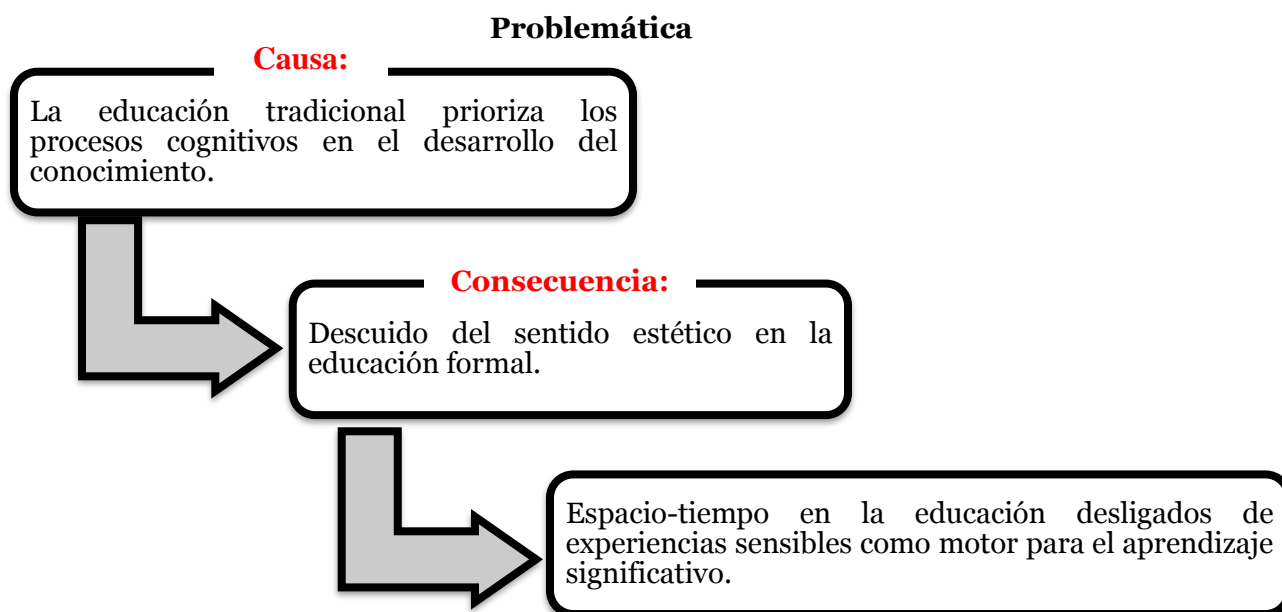 Problemática
Causa:
La educación tradicional prioriza los
procesos cognitivos en el desarrollo del
conocimiento.
Consecuencia:
Descuido del sentido estético en la
educación formal.
Espacio-tiempo en la educación desligados de
experiencias sensibles como motor para el aprendizaje
significativo.